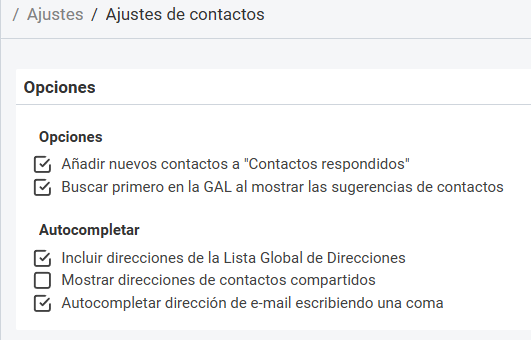 / Ajustes / Ajustes de contactos
Opciones
Opciones
Añadir nuevos contactos a "Contactos respondidos"
Buscar primero en la GAL al mostrar las sugerencias de contactos
Autocompletar
Incluir direcciones de la Lista Global de Direcciones
Mostrar direcciones de contactos compartidos
Autocompletar dirección de e-mail escribiendo una coma